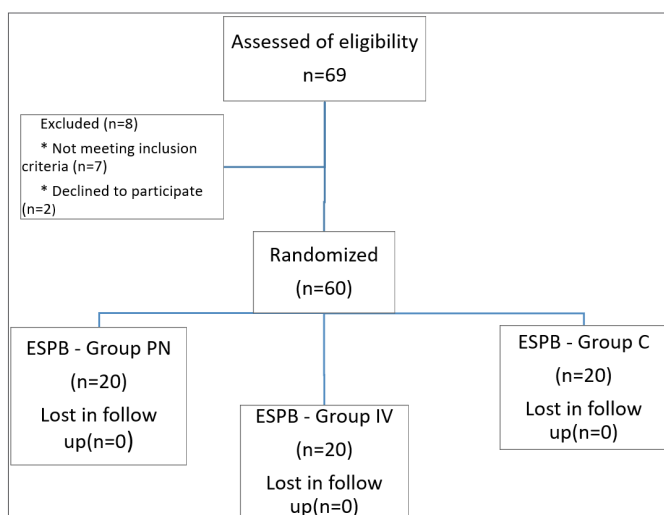 Assessed of eligibility
n=69
Excluded (n=8)
* Not meeting inclusion
criteria (n=7)
* Declined to participate
(n=2)
Randomized
(n=60)
ESPB - Group PN
(n=20)
Lost in follow
up(n=0)
ESPB - Group IV
(n=20)
Lost in follow
up(n=0)
ESPB - Group C
(n=20)
Lost in follow
up(n=0)